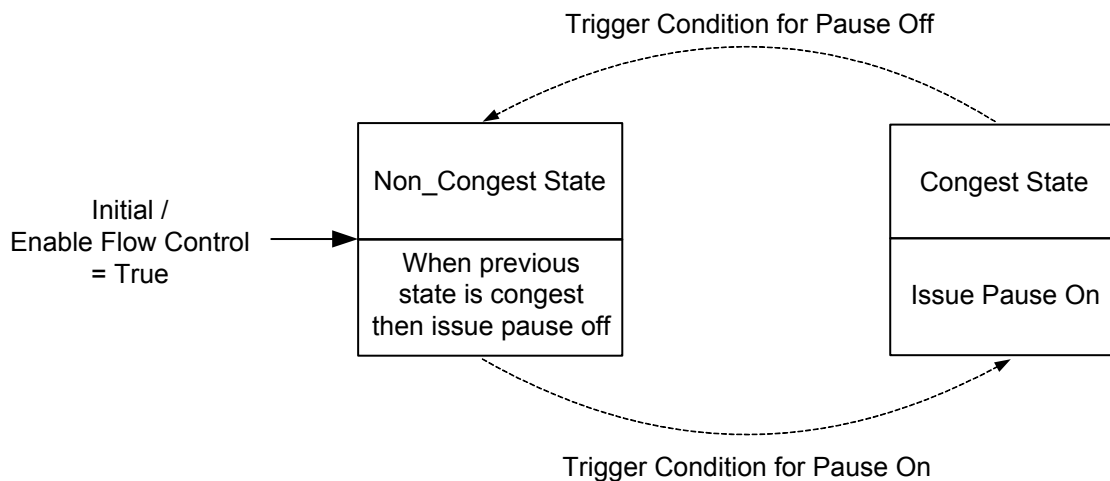 Trigger Condition for Pause Off
Non_Congest State
Congest State
Initial /
Enable Flow Control
= True
When previous
state is congest
then issue pause off
Issue Pause On
Trigger Condition for Pause On